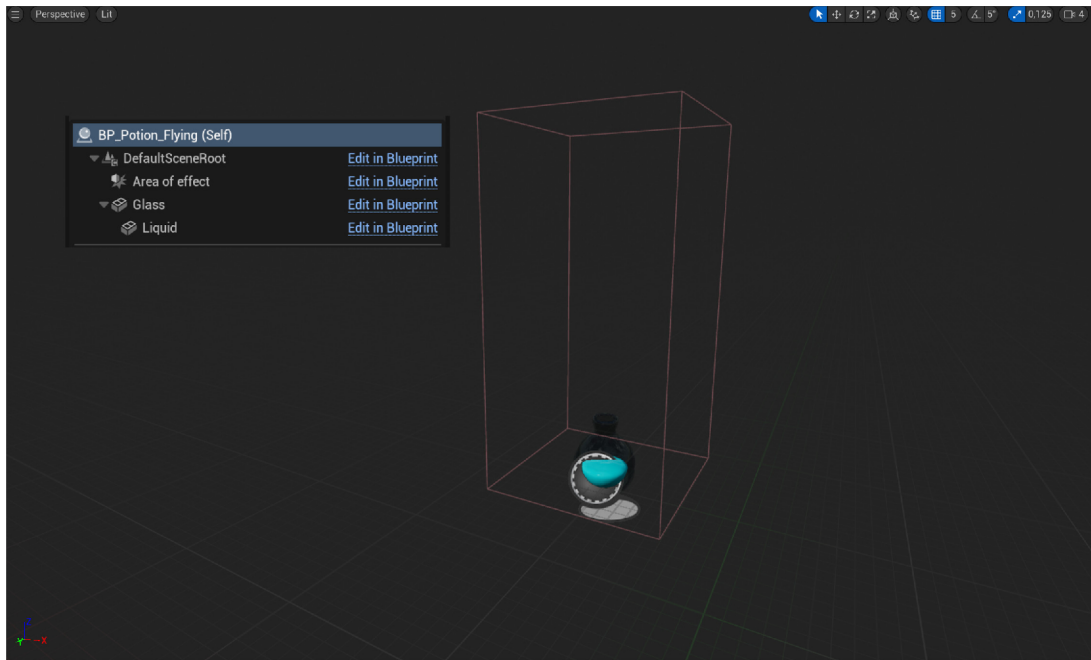 Perspective Lit 5 5° 0,125 4
BP_Potion_Flying (Self)
DefaultSceneRoot Edit in Blueprint
Area of effect Edit in Blueprint
Glass Edit in Blueprint
Liquid Edit in Blueprint
Z
Y X